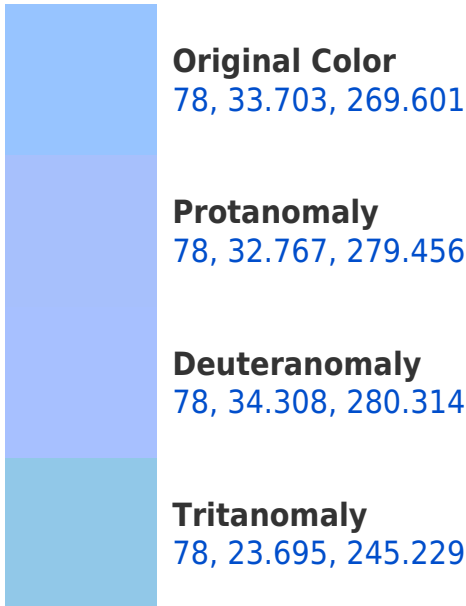 Original Color
78, 33.703, 269.601
Protanomaly
78, 32.767, 279.456
Deuteranomaly
78, 34.308, 280.314
Tritanomaly
78, 23.695, 245.229